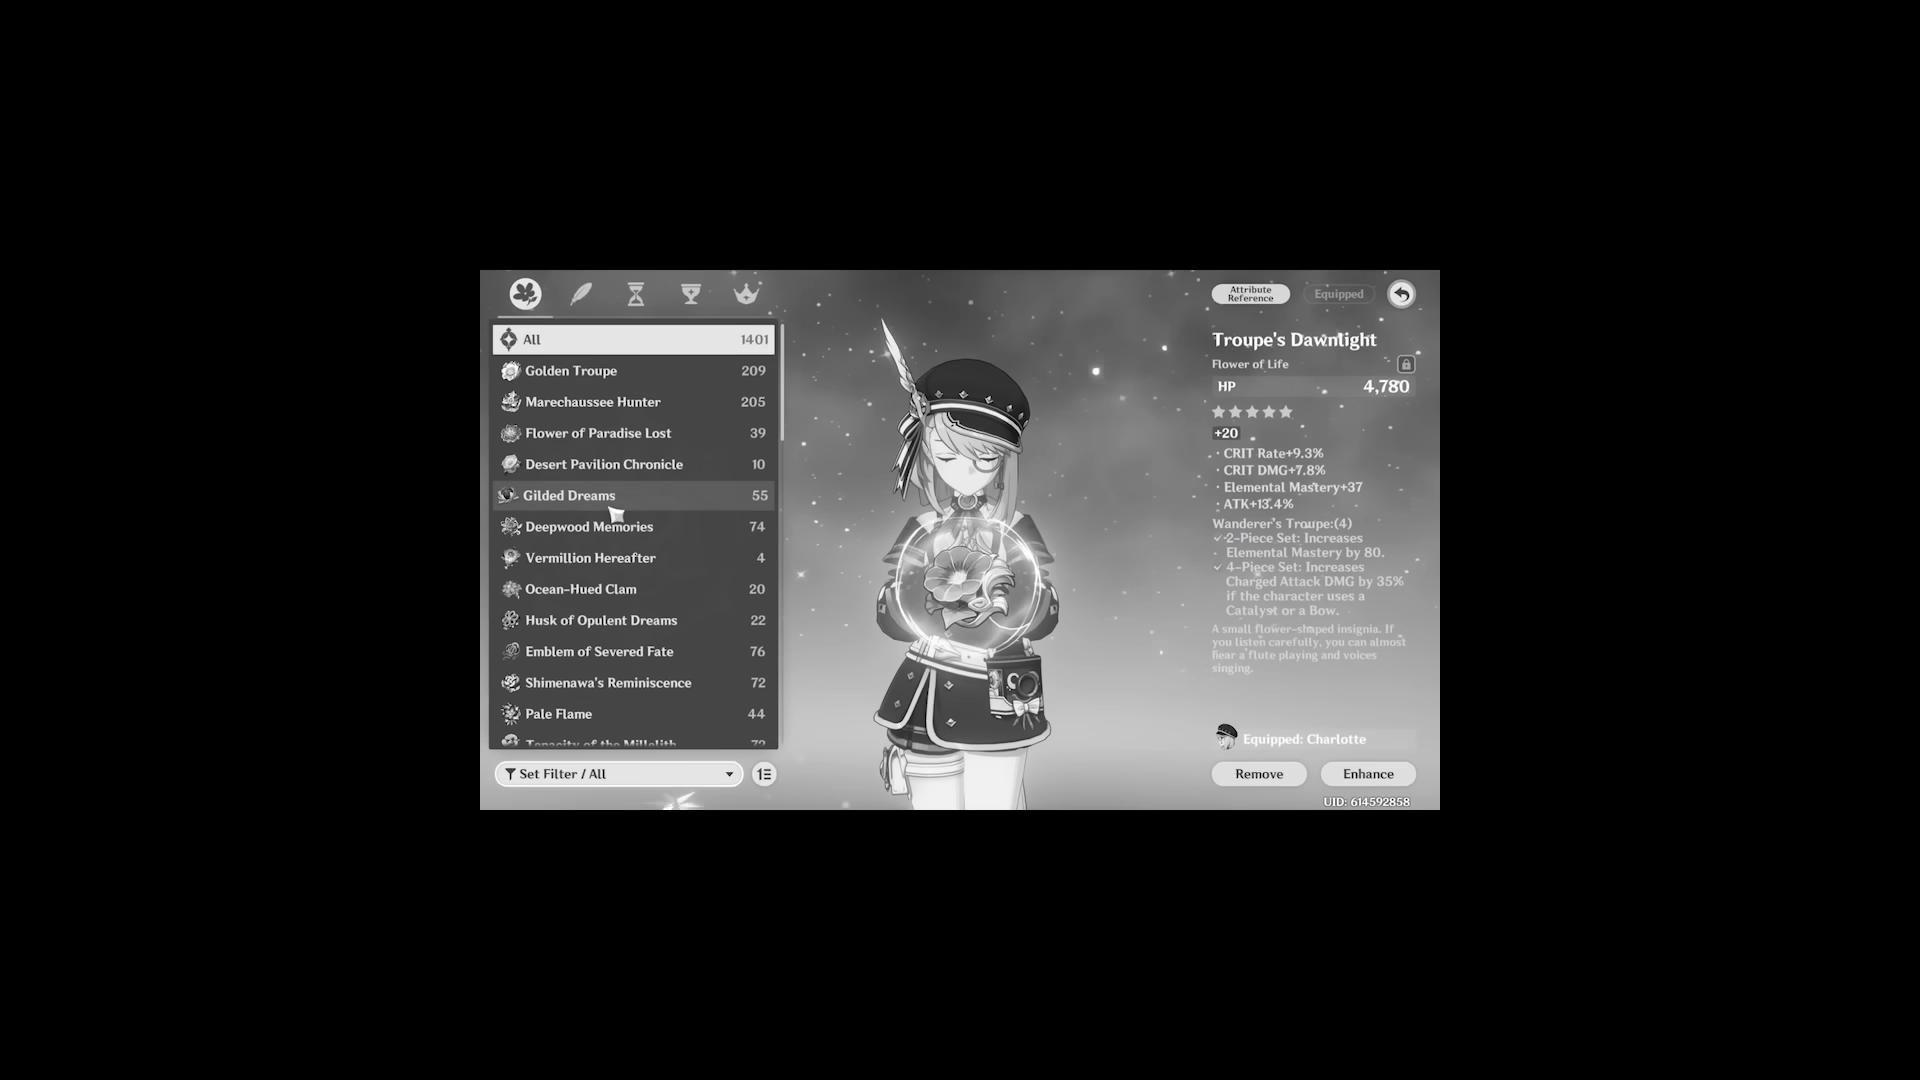 All 1401
Golden Troupe 209
Marechaussee Hunter 205
Flower of Paradise Lost 39
Desert Pavilion Chronicle 10
Gilded Dreams 55
Deepwood Memories 74
Vermillion Hereafter 4
Ocean-Hued Clam 20
Husk of Opulent Dreams 22
Emblem of Severed Fate 76
Shimenawa's Reminiscence 72
Pale Flame 44
Tenacity of the Millelith 72
Set Filter / All
Attribute
Reference
Equipped
Troupe's Dawnlight
Flower of Life
HP 4,780
+20
· CRIT Rate+9.3%
· CRIT DMG+7.8%
· Elemental Mastery+37
· ATK+13.4%
Wanderer's Troupe:(4)
2-Piece Set: Increases
Elemental Mastery by 80.
4-Piece Set: Increases
Charged Attack DMG by 35%
if the character uses a
Catalyst or a Bow.
A small flower-shaped insignia. If
you listen carefully, you can almost
hear a flute playing and voices
singing.
Equipped: Charlotte
Remove
Enhance
UID: 614592858